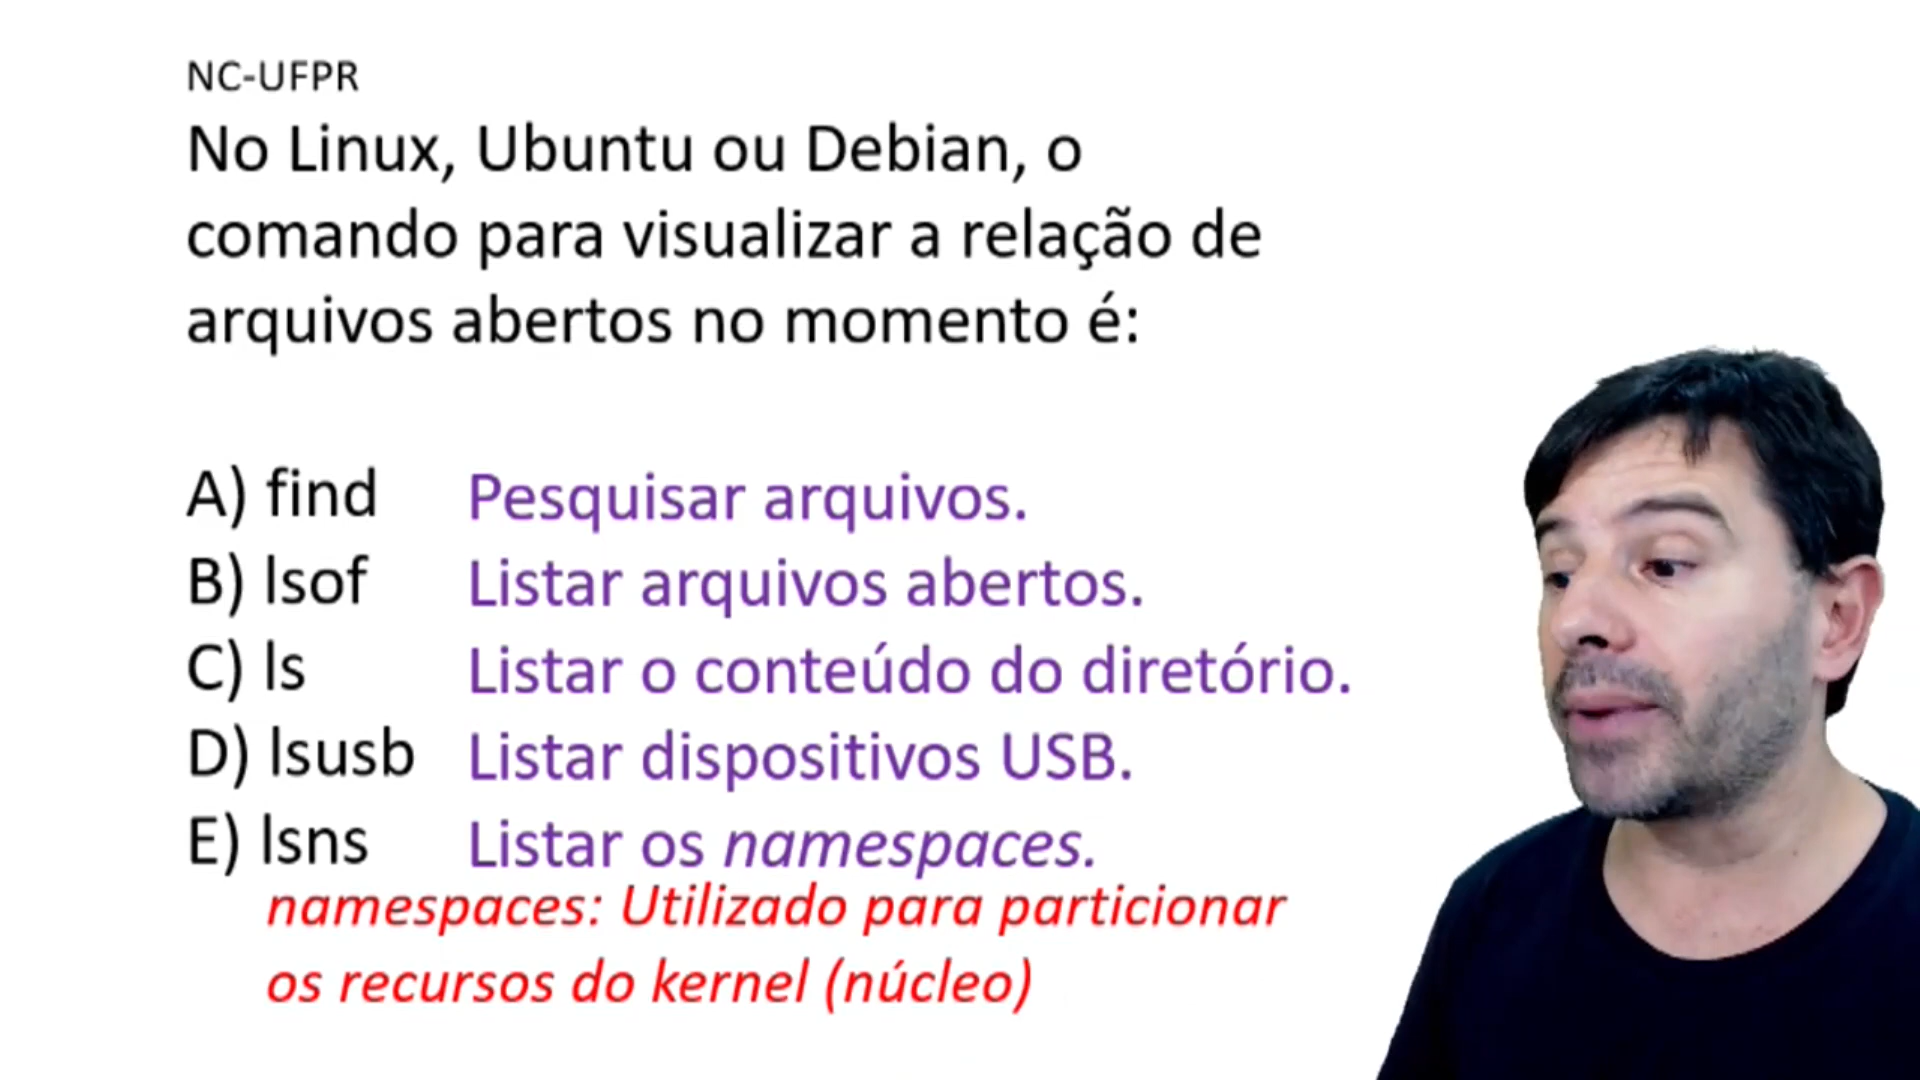 NC-UFPR
No Linux, Ubuntu ou Debian, o
comando para visualizar a relação de
arquivos abertos no momento é:
A) find Pesquisar arquivos.
B) lsof Listar arquivos abertos.
C) ls Listar o conteúdo do diretório.
D) lsusb Listar dispositivos USB.
E) lsns Listar os namespaces.
namespaces: Utilizado para particionar
os recursos do kernel (núcleo)